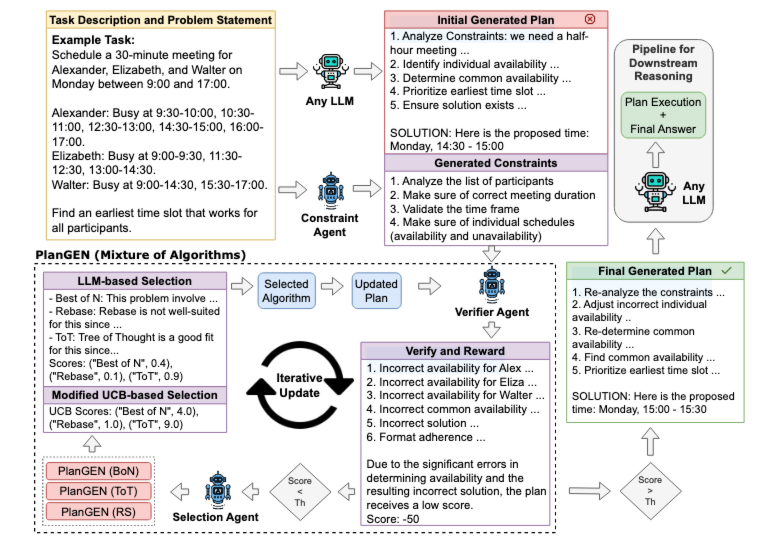 Task Description and Problem Statement
Example Task:
Schedule a 30-minute meeting for
Alexander, Elizabeth, and Walter on
Monday between 9:00 and 17:00.
Alexander: Busy at 9:30-10:00, 10:30-
11:00, 12:30-13:00, 14:30-15:00, 16:00-
17:00.
Elizabeth: Busy at 9:00-9:30, 11:30-
12:30, 13:00-14:30.
Walter: Busy at 9:00-14:30, 15:30-17:00.
Find an earliest time slot that works for
all participants.
Any LLM
Constraint
Agent
Initial Generated Plan
1. Analyze Constraints: we need a half-
hour meeting ...
2. Identify individual availability ...
3. Determine common availability ...
4. Prioritize earliest time slot ...
5. Ensure solution exists ...
SOLUTION: Here is the proposed time:
Monday, 14:30 - 15:00
Generated Constraints
1. Analyze the list of participants
2. Make sure of correct meeting duration
3. Validate the time frame
4. Make sure of individual schedules
(availability and unavailability)
Pipeline for
Downstream
Reasoning
Plan Execution
+
Final Answer
Any
LLM
PlanGEN (Mixture of Algorithms)
LLM-based Selection
- Best of N: This problem involve ...
- Rebase: Rebase is not well-suited
for this since ...
- ToT: Tree of Thought is a good fit
for this since...
Scores: ("Best of N", 0.4),
("Rebase", 0.1), ("ToT", 0.9)
Modified UCB-based Selection
UCB Scores: ("Best of N", 4.0),
("Rebase", 1.0), ("ToT", 9.0)
Selected
Algorithm
Updated
Plan
Verifier Agent
Iterative
Update
Verify and Reward
1. Incorrect availability for Alex ...
2. Incorrect availability for Eliza ...
3. Incorrect availability for Walter ...
4. Incorrect common availability ...
5. Incorrect solution ...
6. Format adherence ...
Due to the significant errors in
determining availability and the
resulting incorrect solution, the plan
receives a low score.
Score: -50
PlanGEN (BoN)
PlanGEN (ToT)
PlanGEN (RS)
Selection Agent
Score
<
Th
Score
>
Th
Final Generated Plan
1. Re-analyze the constraints ...
2. Adjust incorrect individual
availability ..
3. Re-determine common
availability ...
4. Find common availability ...
5. Prioritize earliest time slot ...
SOLUTION: Here is the proposed
time: Monday, 15:00 - 15:30